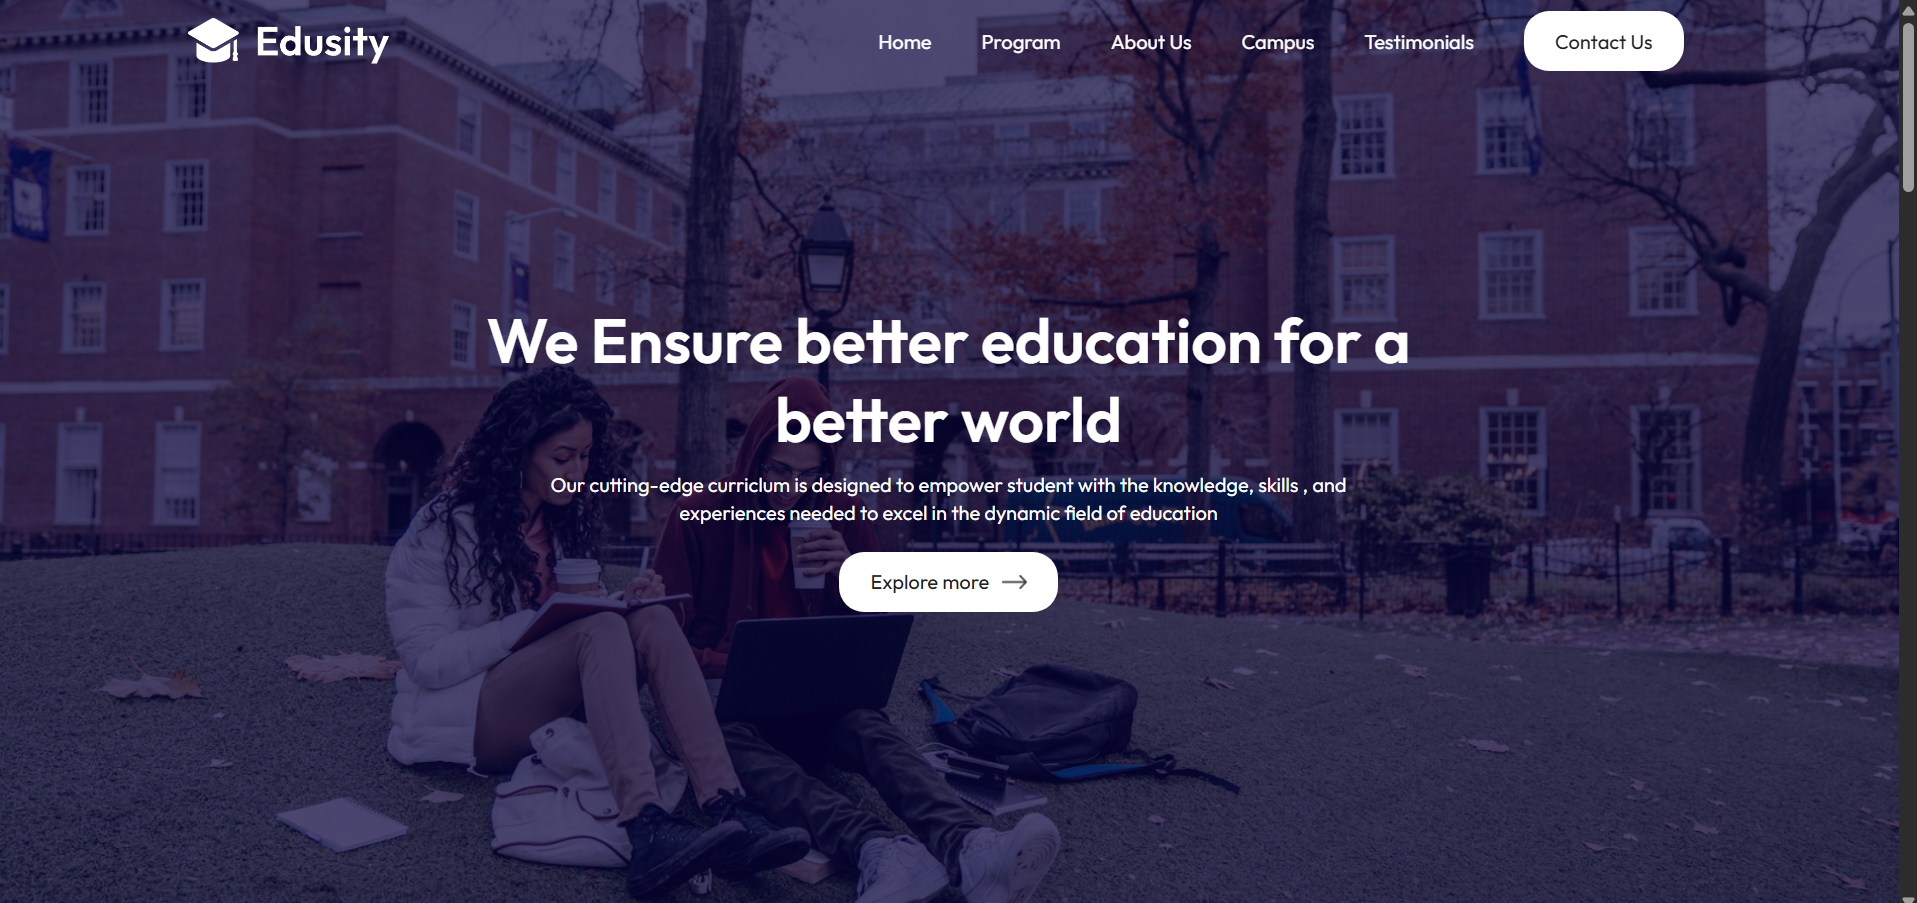 Edusity
Home Program About Us Campus Testimonials Contact Us
We Ensure better education for a
better world
Our cutting-edge curriclum is designed to empower student with the knowledge, skills , and
experiences needed to excel in the dynamic field of education
Explore more